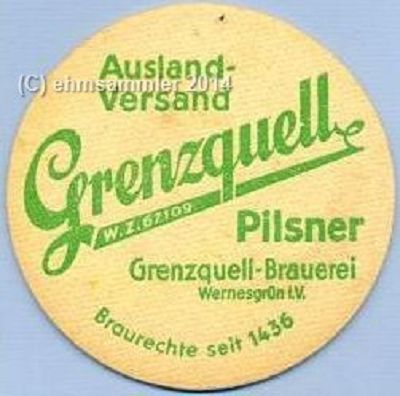 Ausland-
Versand
(C) ehmsammler 2014
Grenzquell
W.Z.67109
Pilsner
Grenzquell-Brauerei
Wernesgrün i.V.
Braurechte seit 1436